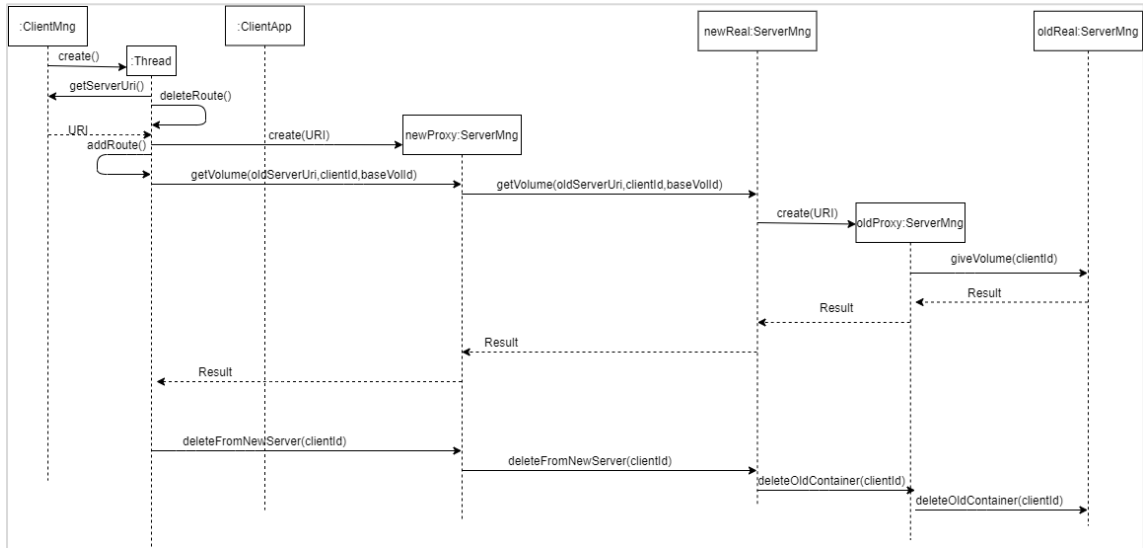 :ClientMng
:ClientApp
newReal:ServerMng
oldReal:ServerMng
create()
:Thread
getServerUri()
deleteRoute()
URI
create(URI)
newProxy:ServerMng
addRoute()
getVolume(oldServerUri,clientId,baseVolId)
getVolume(oldServerUri,clientId,baseVolId)
create(URI)
oldProxy:ServerMng
giveVolume(clientId)
Result
Result
Result
Result
deleteFromNewServer(clientId)
deleteFromNewServer(clientId)
deleteOldContainer(clientId)
deleteOldContainer(clientId)